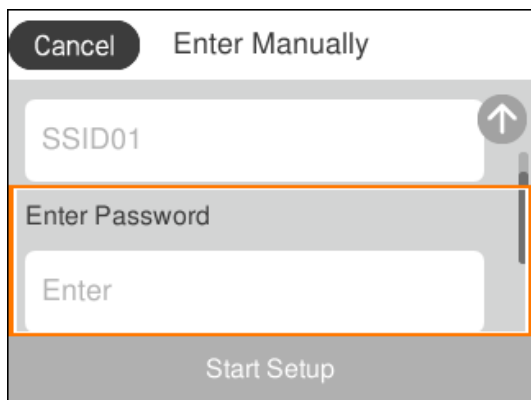 Cancel Enter Manually
SSID01
Enter Password
Enter
Start Setup